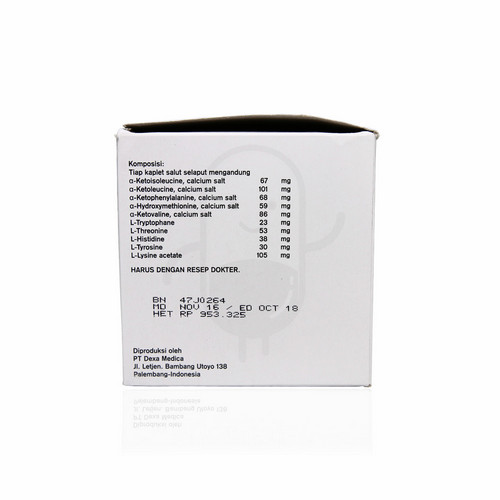 Komposisi:
Tiap kaplet salut selaput mengandung
α-Ketoisoleucine, calcium salt 67 mg
α-Ketoleucine, calcium salt 101 mg
α-Ketophenylalanine, calcium salt 68 mg
α-Hydroxymethionine, calcium salt 59 mg
α-Ketovaline, calcium salt 86 mg
L-Tryptophane 23 mg
L-Threonine 53 mg
L-Histidine 38 mg
L-Tyrosine 30 mg
L-Lysine acetate 105 mg
HARUS DENGAN RESEP DOKTER.
BN 47J0264
MD NOV 16 / ED OCT 18
HET RP 953.325
Diproduksi oleh
PT Dexa Medica
Jl. Letjen. Bambang Utoyo 138
Palembang-Indonesia